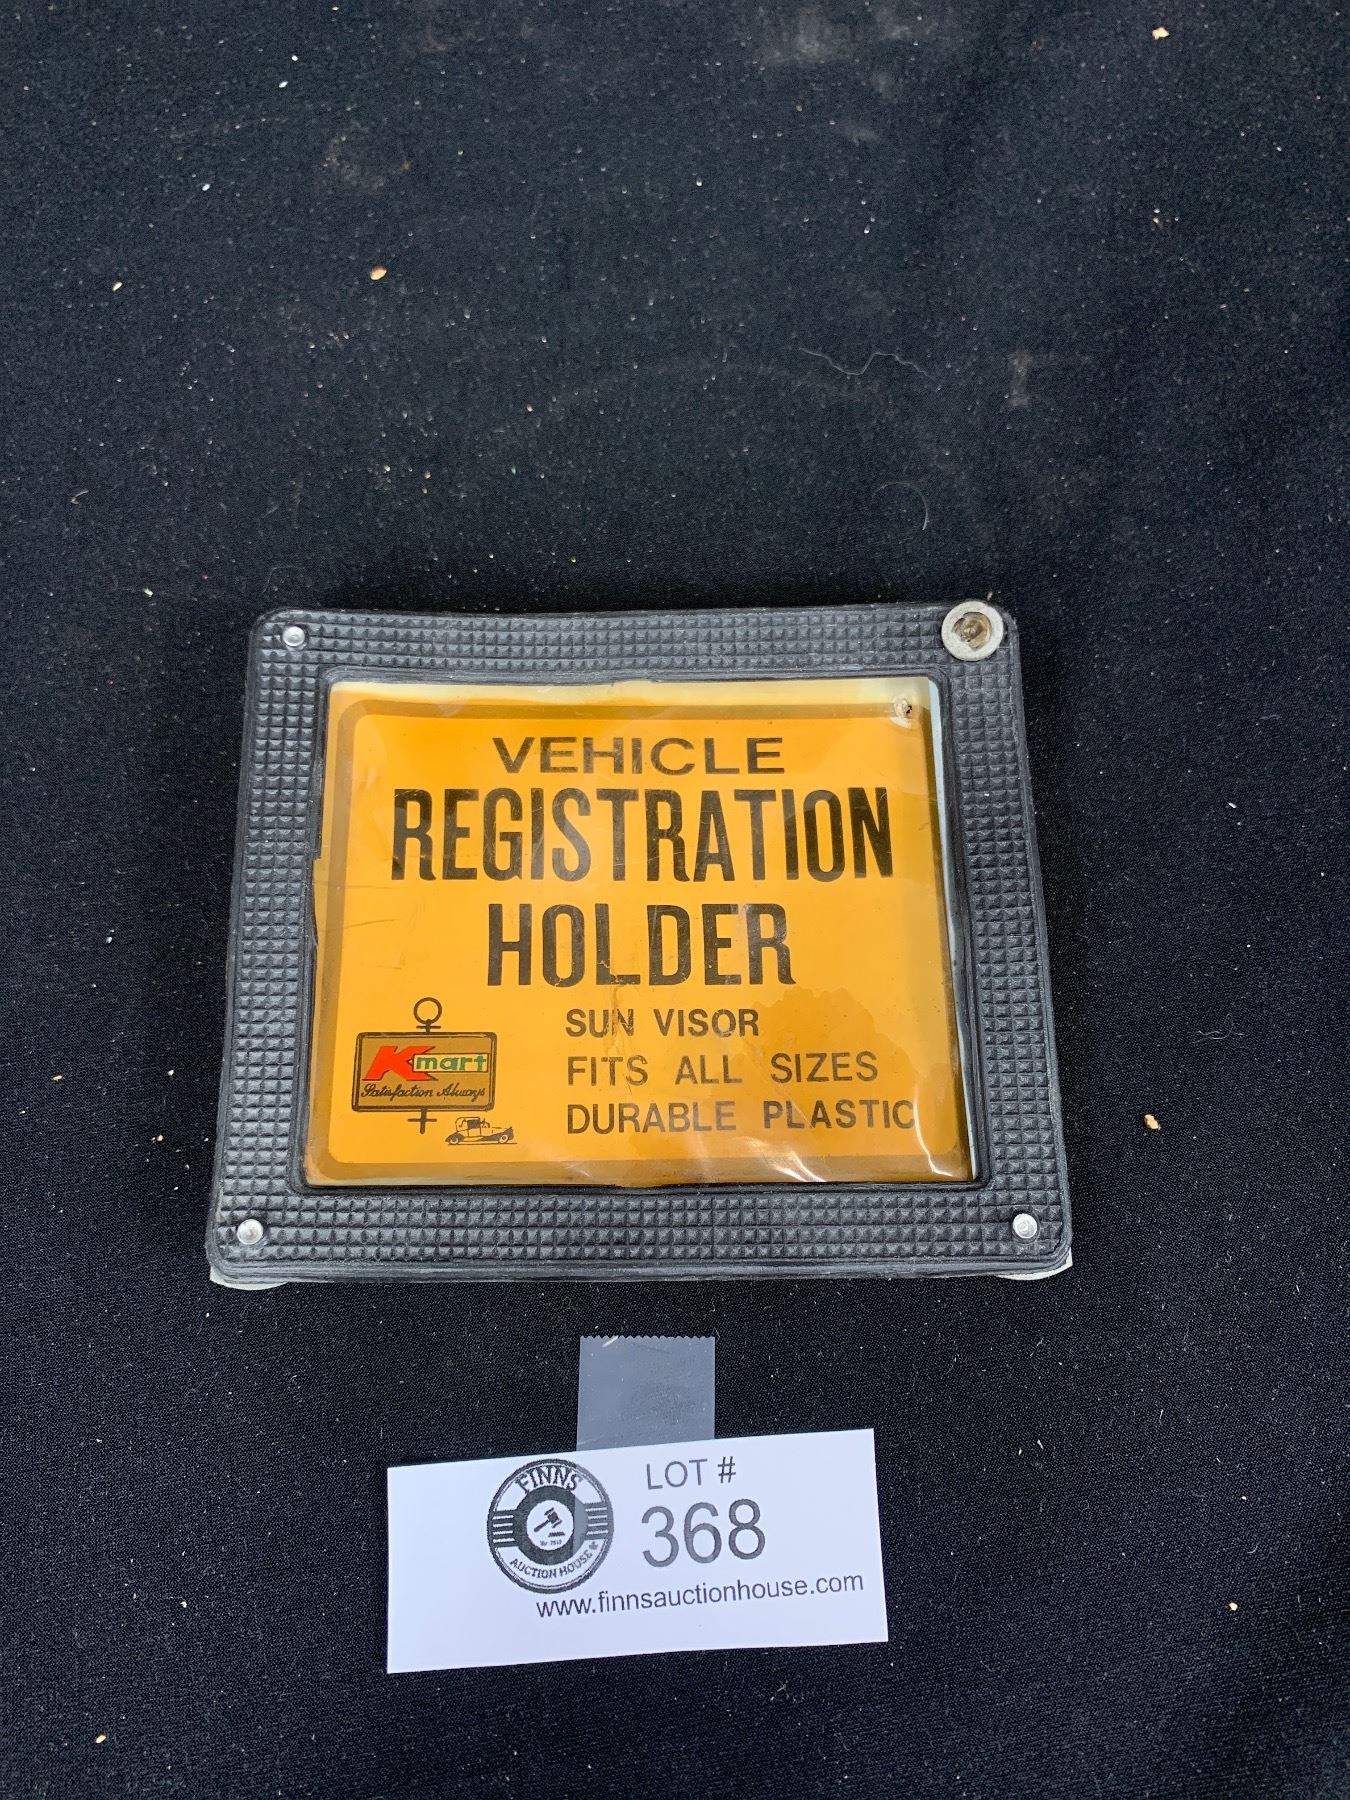 VEHICLE
REGISTRATION
HOLDER
SUN VISOR
FITS ALL SIZES
DURABLE PLASTIC
Kmart
Satisfaction Always
FINNS
AUCTION HOUSE
LOT #
368
www.finnsauctionhouse.com